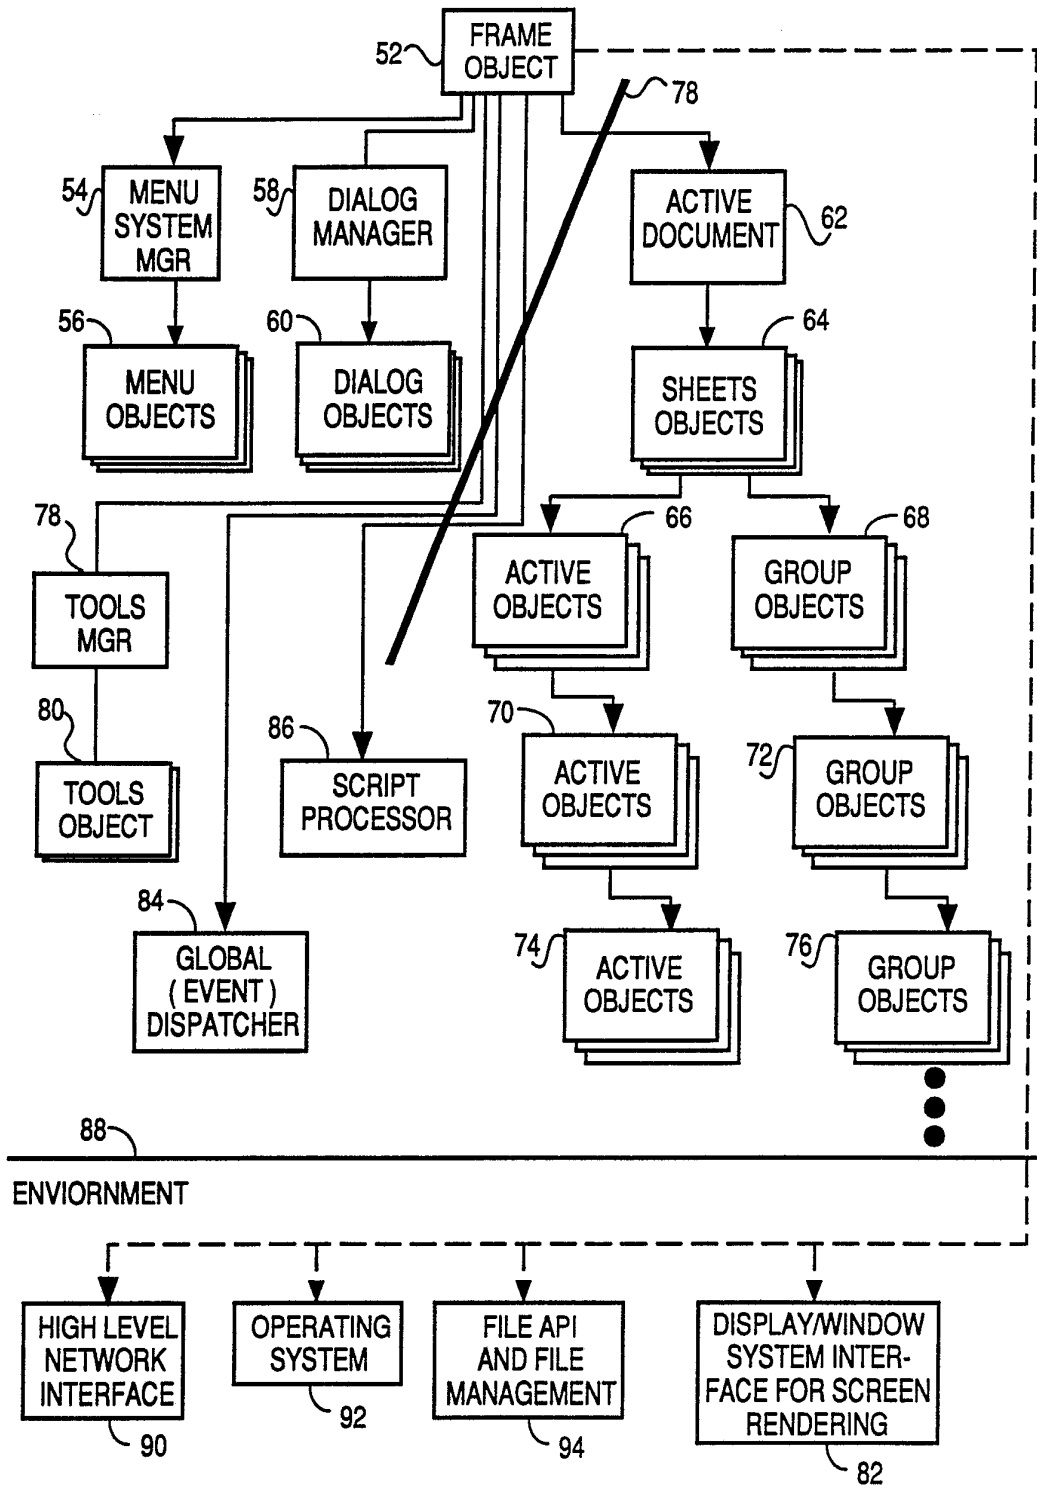 FRAME
OBJECT
52
78
54
MENU
SYSTEM
MGR
58
DIALOG
MANAGER
ACTIVE
DOCUMENT
62
56
MENU
OBJECTS
60
DIALOG
OBJECTS
64
SHEETS
OBJECTS
78
TOOLS
MGR
66
ACTIVE
OBJECTS
68
GROUP
OBJECTS
80
TOOLS
OBJECT
86
SCRIPT
PROCESSOR
70
ACTIVE
OBJECTS
72
GROUP
OBJECTS
84
GLOBAL
( EVENT )
DISPATCHER
74
ACTIVE
OBJECTS
76
GROUP
OBJECTS
88
ENVIORNMENT
HIGH LEVEL
NETWORK
INTERFACE
90
OPERATING
SYSTEM
92
FILE API
AND FILE
MANAGEMENT
94
DISPLAY/WINDOW
SYSTEM INTER-
FACE FOR SCREEN
RENDERING
82